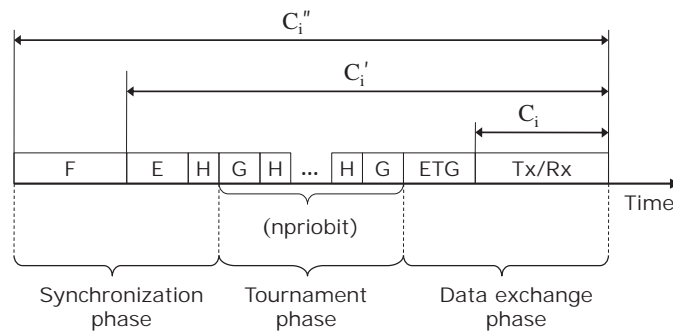 C_i''
C_i'
C_i
F E H G H ... H G ETG Tx/Rx
Time
(npriobit)
Synchronization phase
Tournament phase
Data exchange phase